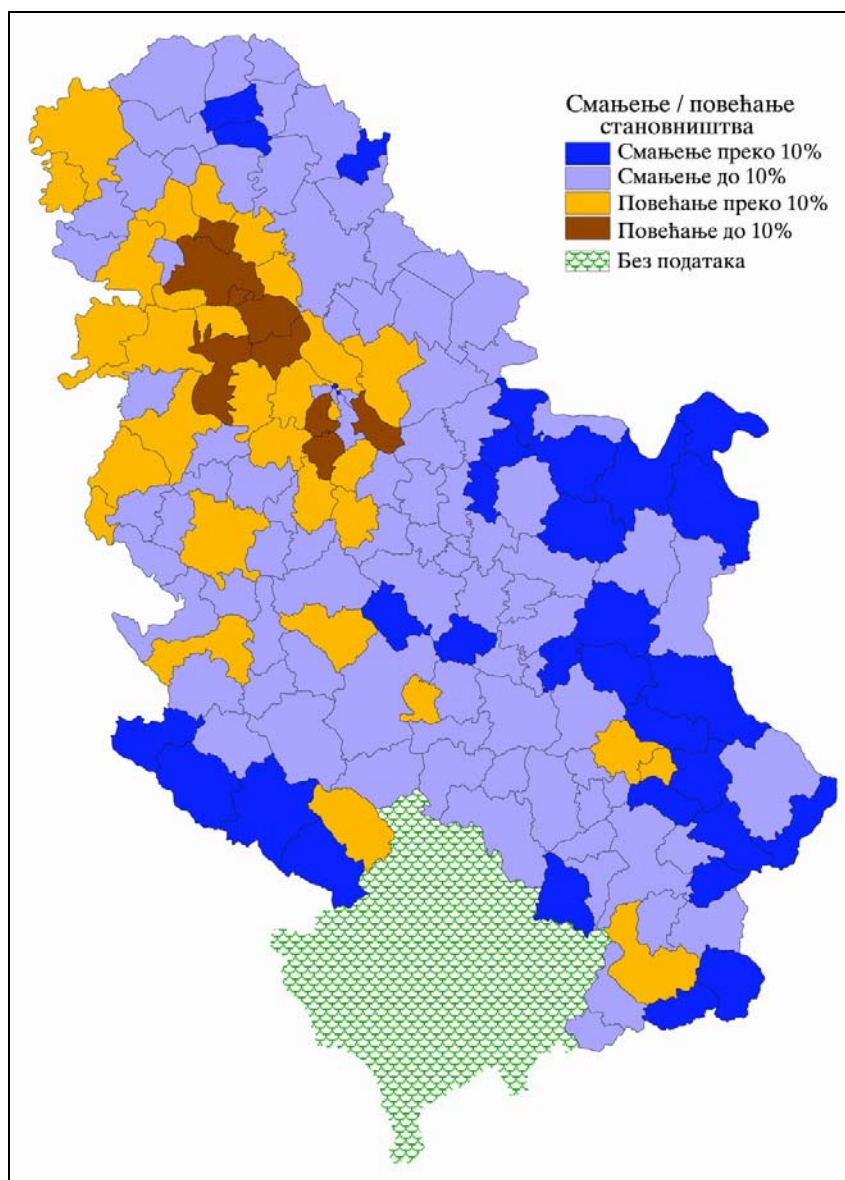 Смањење / повећање
становништва
Смањење преко 10%
Смањење до 10%
Повећање преко 10%
Повећање до 10%
Без података